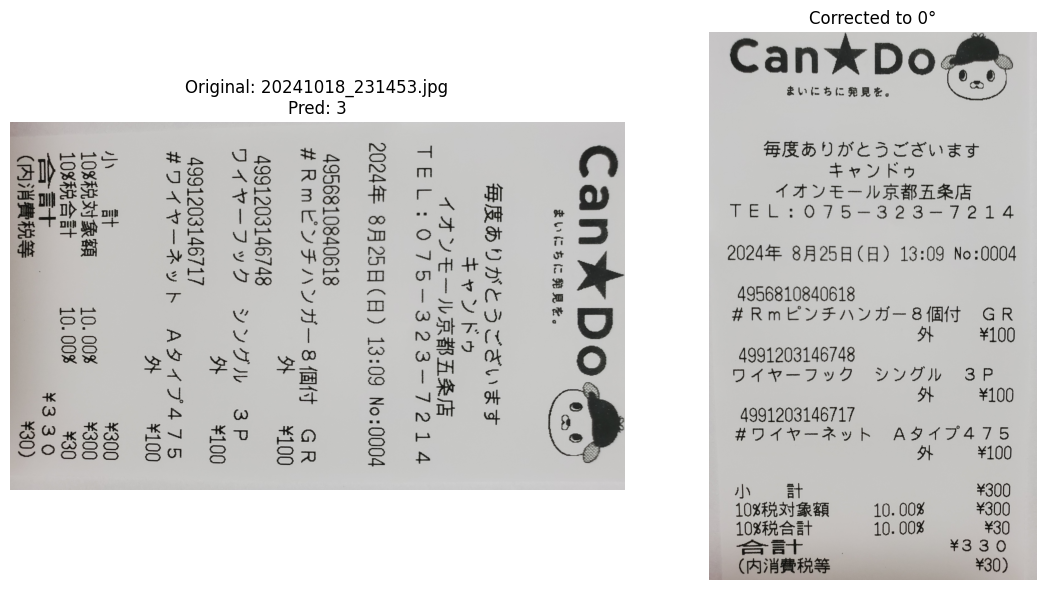 Original: 20241018_231453.jpg
Pred: 3
Can★Do
まいにちに発見を。
毎度ありがとうございます
キャンドゥ
イオンモール京都五条店
ＴＥＬ：０７５－３２３－７２１４
2024年 8月25日(日) 13:09 No:0004
4956810840618
＃Ｒｍピンチハンガー８個付　ＧＲ
外 ¥100
4991203146748
ワイヤーフック　シングル　３Ｐ
外 ¥100
4991203146717
＃ワイヤーネット　Ａタイプ４７５
外 ¥100
小　計 ¥300
10%税対象額 10.00% ¥300
10%税合計 10.00% ¥30
合計 ¥３３０
(内消費税等 ¥30)
Corrected to 0°
Can★Do
まいにちに発見を。
毎度ありがとうございます
キャンドゥ
イオンモール京都五条店
ＴＥＬ：０７５－３２３－７２１４
2024年 8月25日(日) 13:09 No:0004
4956810840618
＃Ｒｍピンチハンガー８個付　ＧＲ
外 ¥100
4991203146748
ワイヤーフック　シングル　３Ｐ
外 ¥100
4991203146717
＃ワイヤーネット　Ａタイプ４７５
外 ¥100
小　計 ¥300
10%税対象額 10.00% ¥300
10%税合計 10.00% ¥30
合計 ¥３３０
(内消費税等 ¥30)